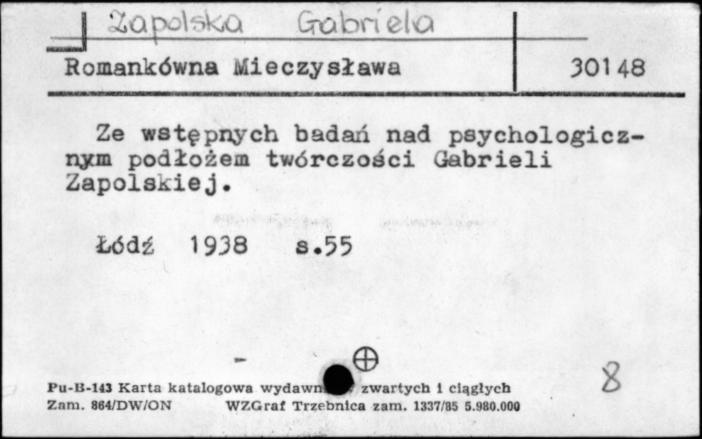 Zapolska Gabriela
Romankówna Mieczysława 30148
Ze wstępnych badań nad psychologicz-
nym podłożem twórczości Gabrieli
Zapolskiej.
Łódź 1938 s.55
Pu-B-143 Karta katalogowa zwartych i ciągłych
Zam. 864/DW/ON WZGraf Trzebnica zam. 1337/85 5.980.000
8